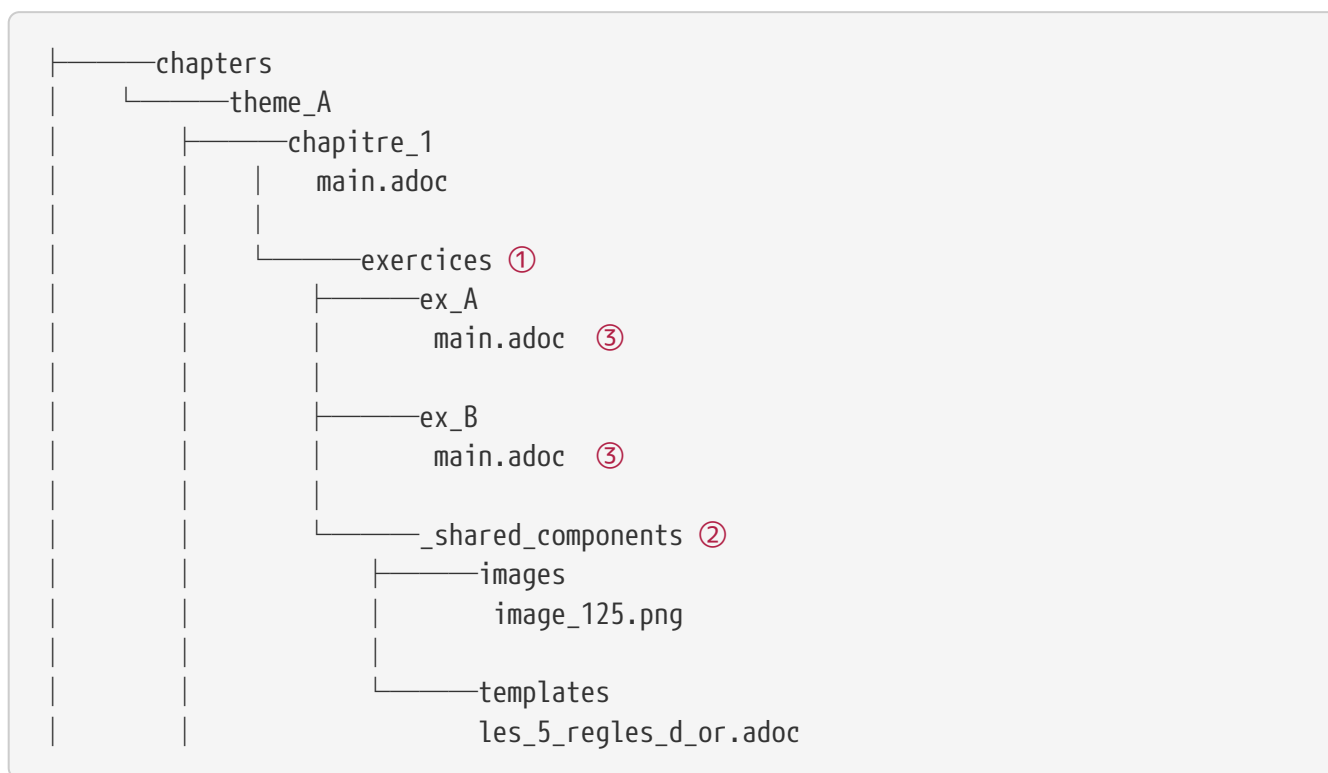 ├──────chapters
│    └──────theme_A
│        ├──────chapitre_1
│        │    │   main.adoc
│        │    │
│        │    └──────exercices ①
│        │        ├──────ex_A
│        │        │       main.adoc  ③
│        │        │
│        │        ├──────ex_B
│        │        │       main.adoc  ③
│        │        │
│        │        └──────_shared_components ②
│        │            ├──────images
│        │            │       image_125.png
│        │            │
│        │            └──────templates
│        │                   les_5_regles_d_or.adoc